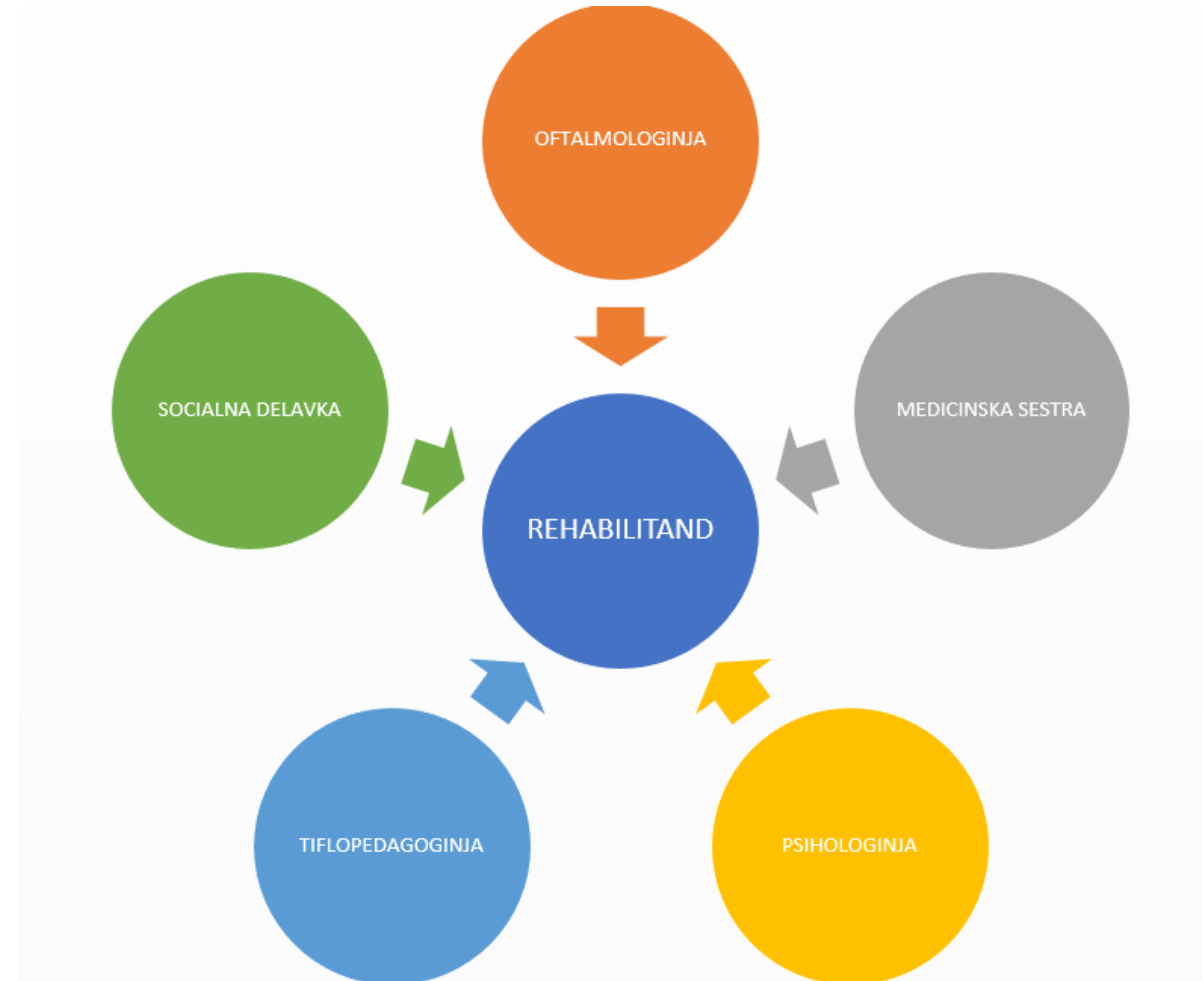 OFTALMOLOGINJA
SOCIALNA DELAVKA
MEDICINSKA SESTRA
REHABILITAND
TIFLOPEDAGOGINJA
PSIHOLOGINJA